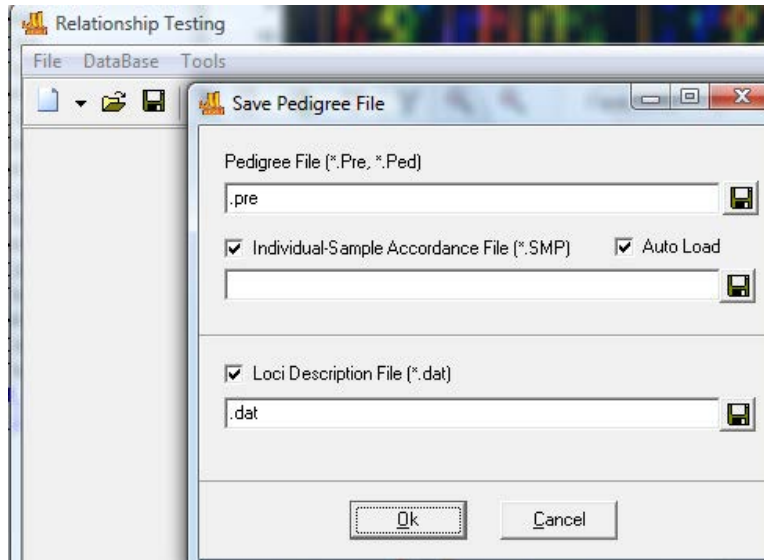 Relationship Testing
File DataBase Tools
Save Pedigree File
Pedigree File (*.Pre, *.Ped)
.pre
Individual-Sample Accordance File (*.SMP) Auto Load
Loci Description File (*.dat)
.dat
Ok Cancel